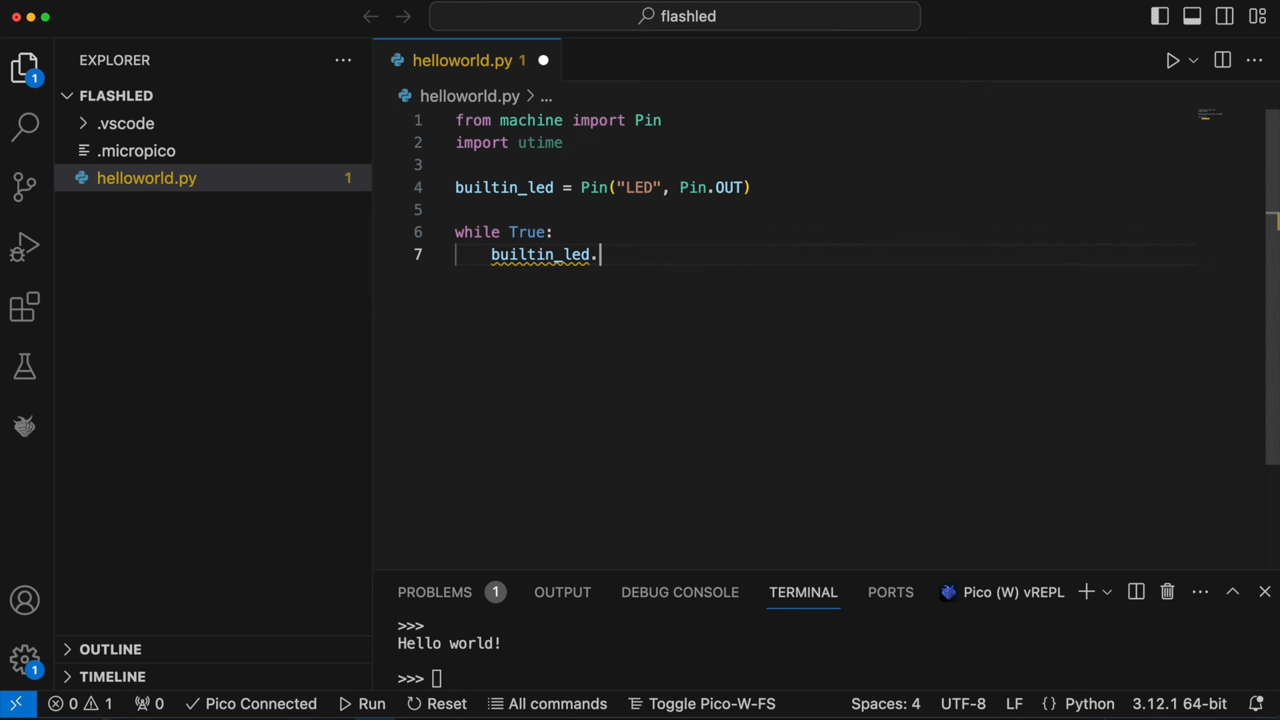 flashled
EXPLORER
FLASHLED
.vscode
.micropico
helloworld.py 1
1
helloworld.py 1
helloworld.py > ...
1 from machine import Pin
2 import utime
3
4 builtin_led = Pin("LED", Pin.OUT)
5
6 while True:
7 builtin_led.
PROBLEMS 1 OUTPUT DEBUG CONSOLE TERMINAL PORTS Pico (W) vREPL
>>>
Hello world!
>>>
OUTLINE
TIMELINE
1
0 1 0 Pico Connected Run Reset All commands Toggle Pico-W-FS Spaces: 4 UTF-8 LF {} Python 3.12.1 64-bit